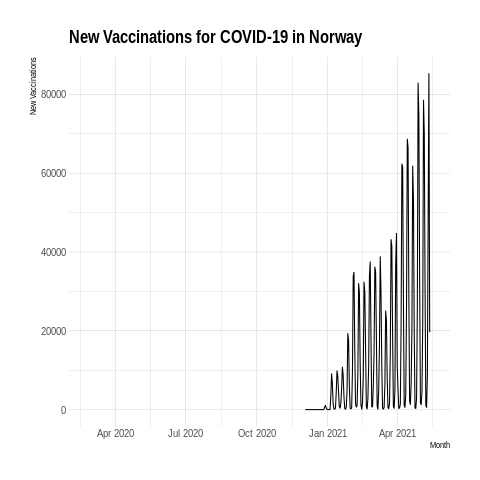 New Vaccinations for COVID-19 in Norway
New Vaccinations
80000
60000
40000
20000
0
Apr 2020 Jul 2020 Oct 2020 Jan 2021 Apr 2021
Month